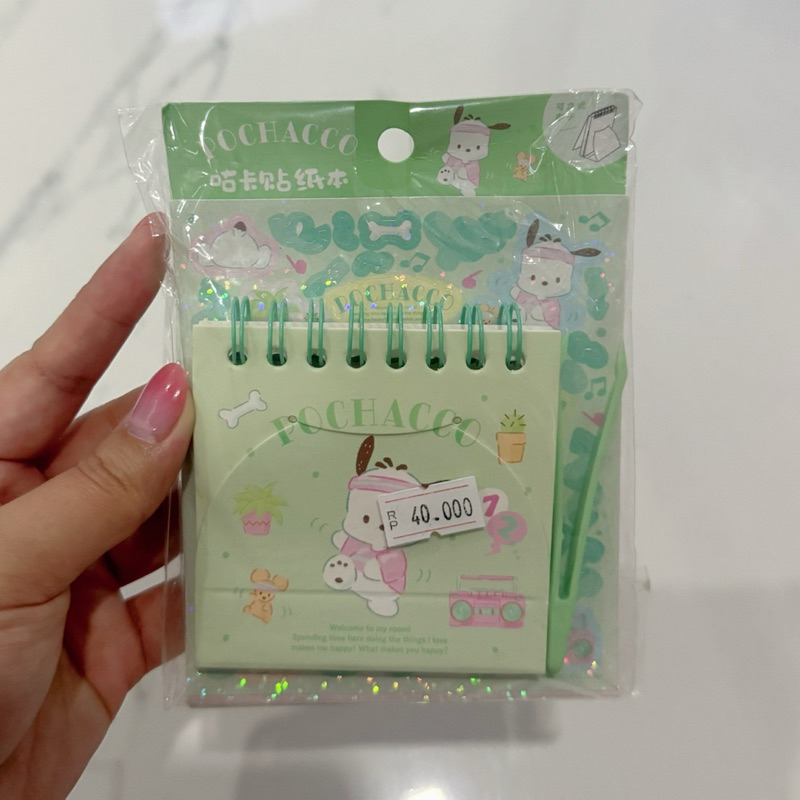 POCHACCO
咕卡贴纸本
POCHACCO
POCHACCO
RP 40.000
Welcome to my room!
Spending time here doing the things I love
makes me happy! What makes you happy?